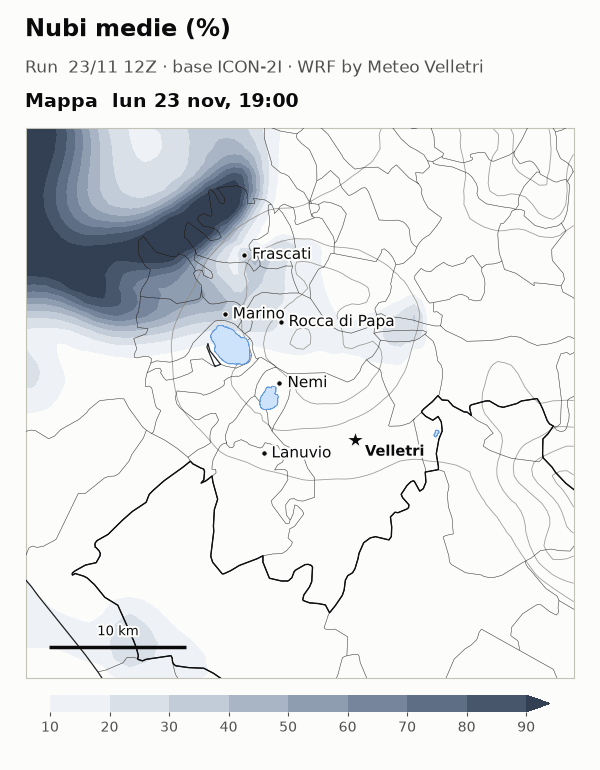 Nubi medie (%)
Run  23/11 12Z · base ICON-2I · WRF by Meteo Velletri
Mappa  lun 23 nov, 19:00
Frascati
Marino
Rocca di Papa
Nemi
Velletri
Lanuvio
10 km
10 20 30 40 50 60 70 80 90